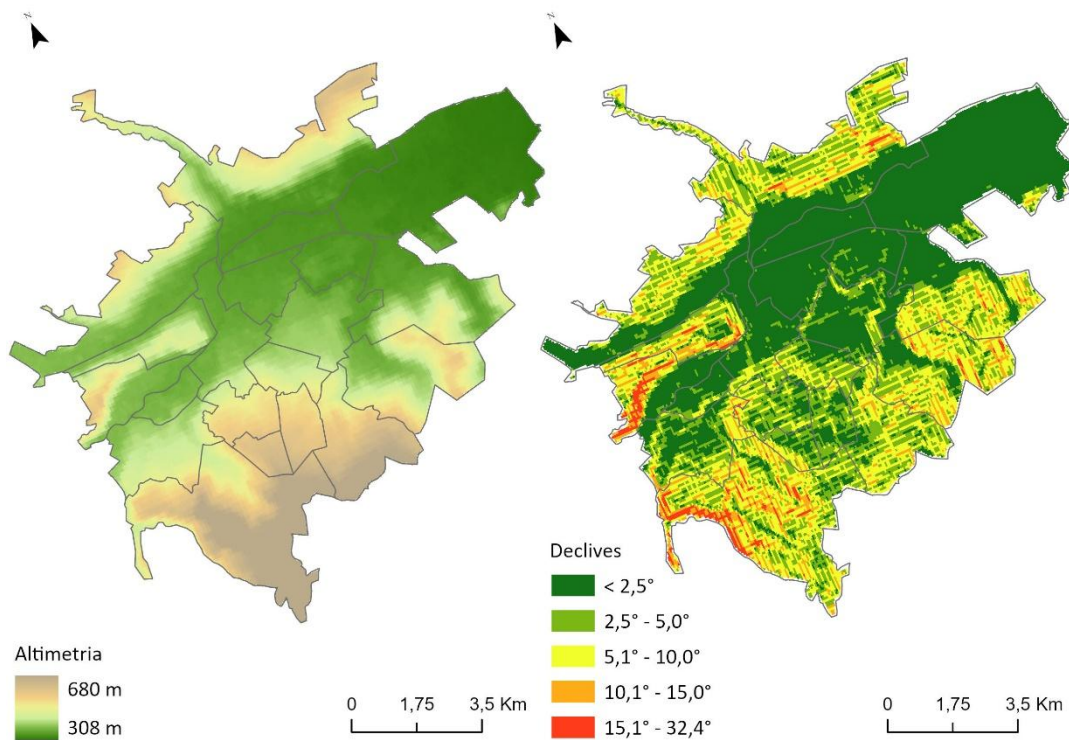 N
Altimetria
680 m
308 m
0 1,75 3,5 Km
N
Declives
< 2,5°
2,5° - 5,0°
5,1° - 10,0°
10,1° - 15,0°
15,1° - 32,4°
0 1,75 3,5 Km